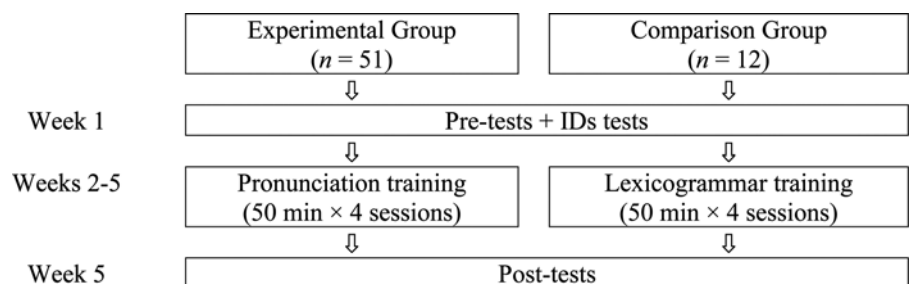 Experimental Group
(n = 51)
Comparison Group
(n = 12)
Week 1
Pre-tests + IDs tests
Weeks 2-5
Pronunciation training
(50 min × 4 sessions)
Lexicogrammar training
(50 min × 4 sessions)
Week 5
Post-tests